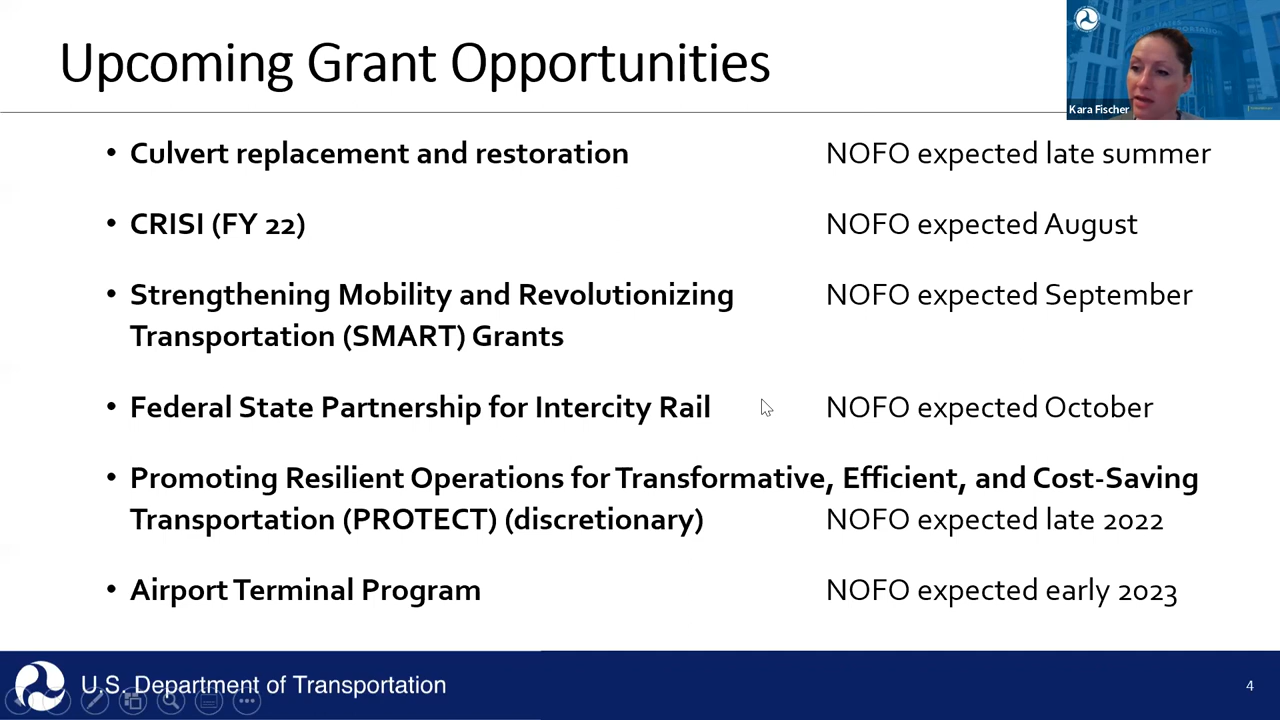 Upcoming Grant Opportunities
Kara Fischer
• Culvert replacement and restoration NOFO expected late summer
• CRISI (FY 22) NOFO expected August
• Strengthening Mobility and Revolutionizing NOFO expected September
Transportation (SMART) Grants
• Federal State Partnership for Intercity Rail NOFO expected October
• Promoting Resilient Operations for Transformative, Efficient, and Cost-Saving
Transportation (PROTECT) (discretionary) NOFO expected late 2022
• Airport Terminal Program NOFO expected early 2023
U.S. Department of Transportation
4